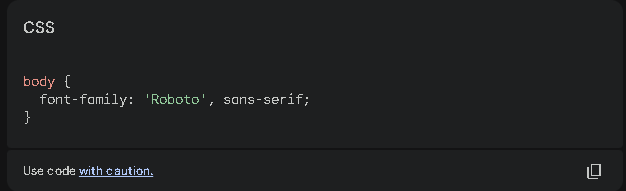 CSS
body {
  font-family: 'Roboto', sans-serif;
}
Use code with caution.